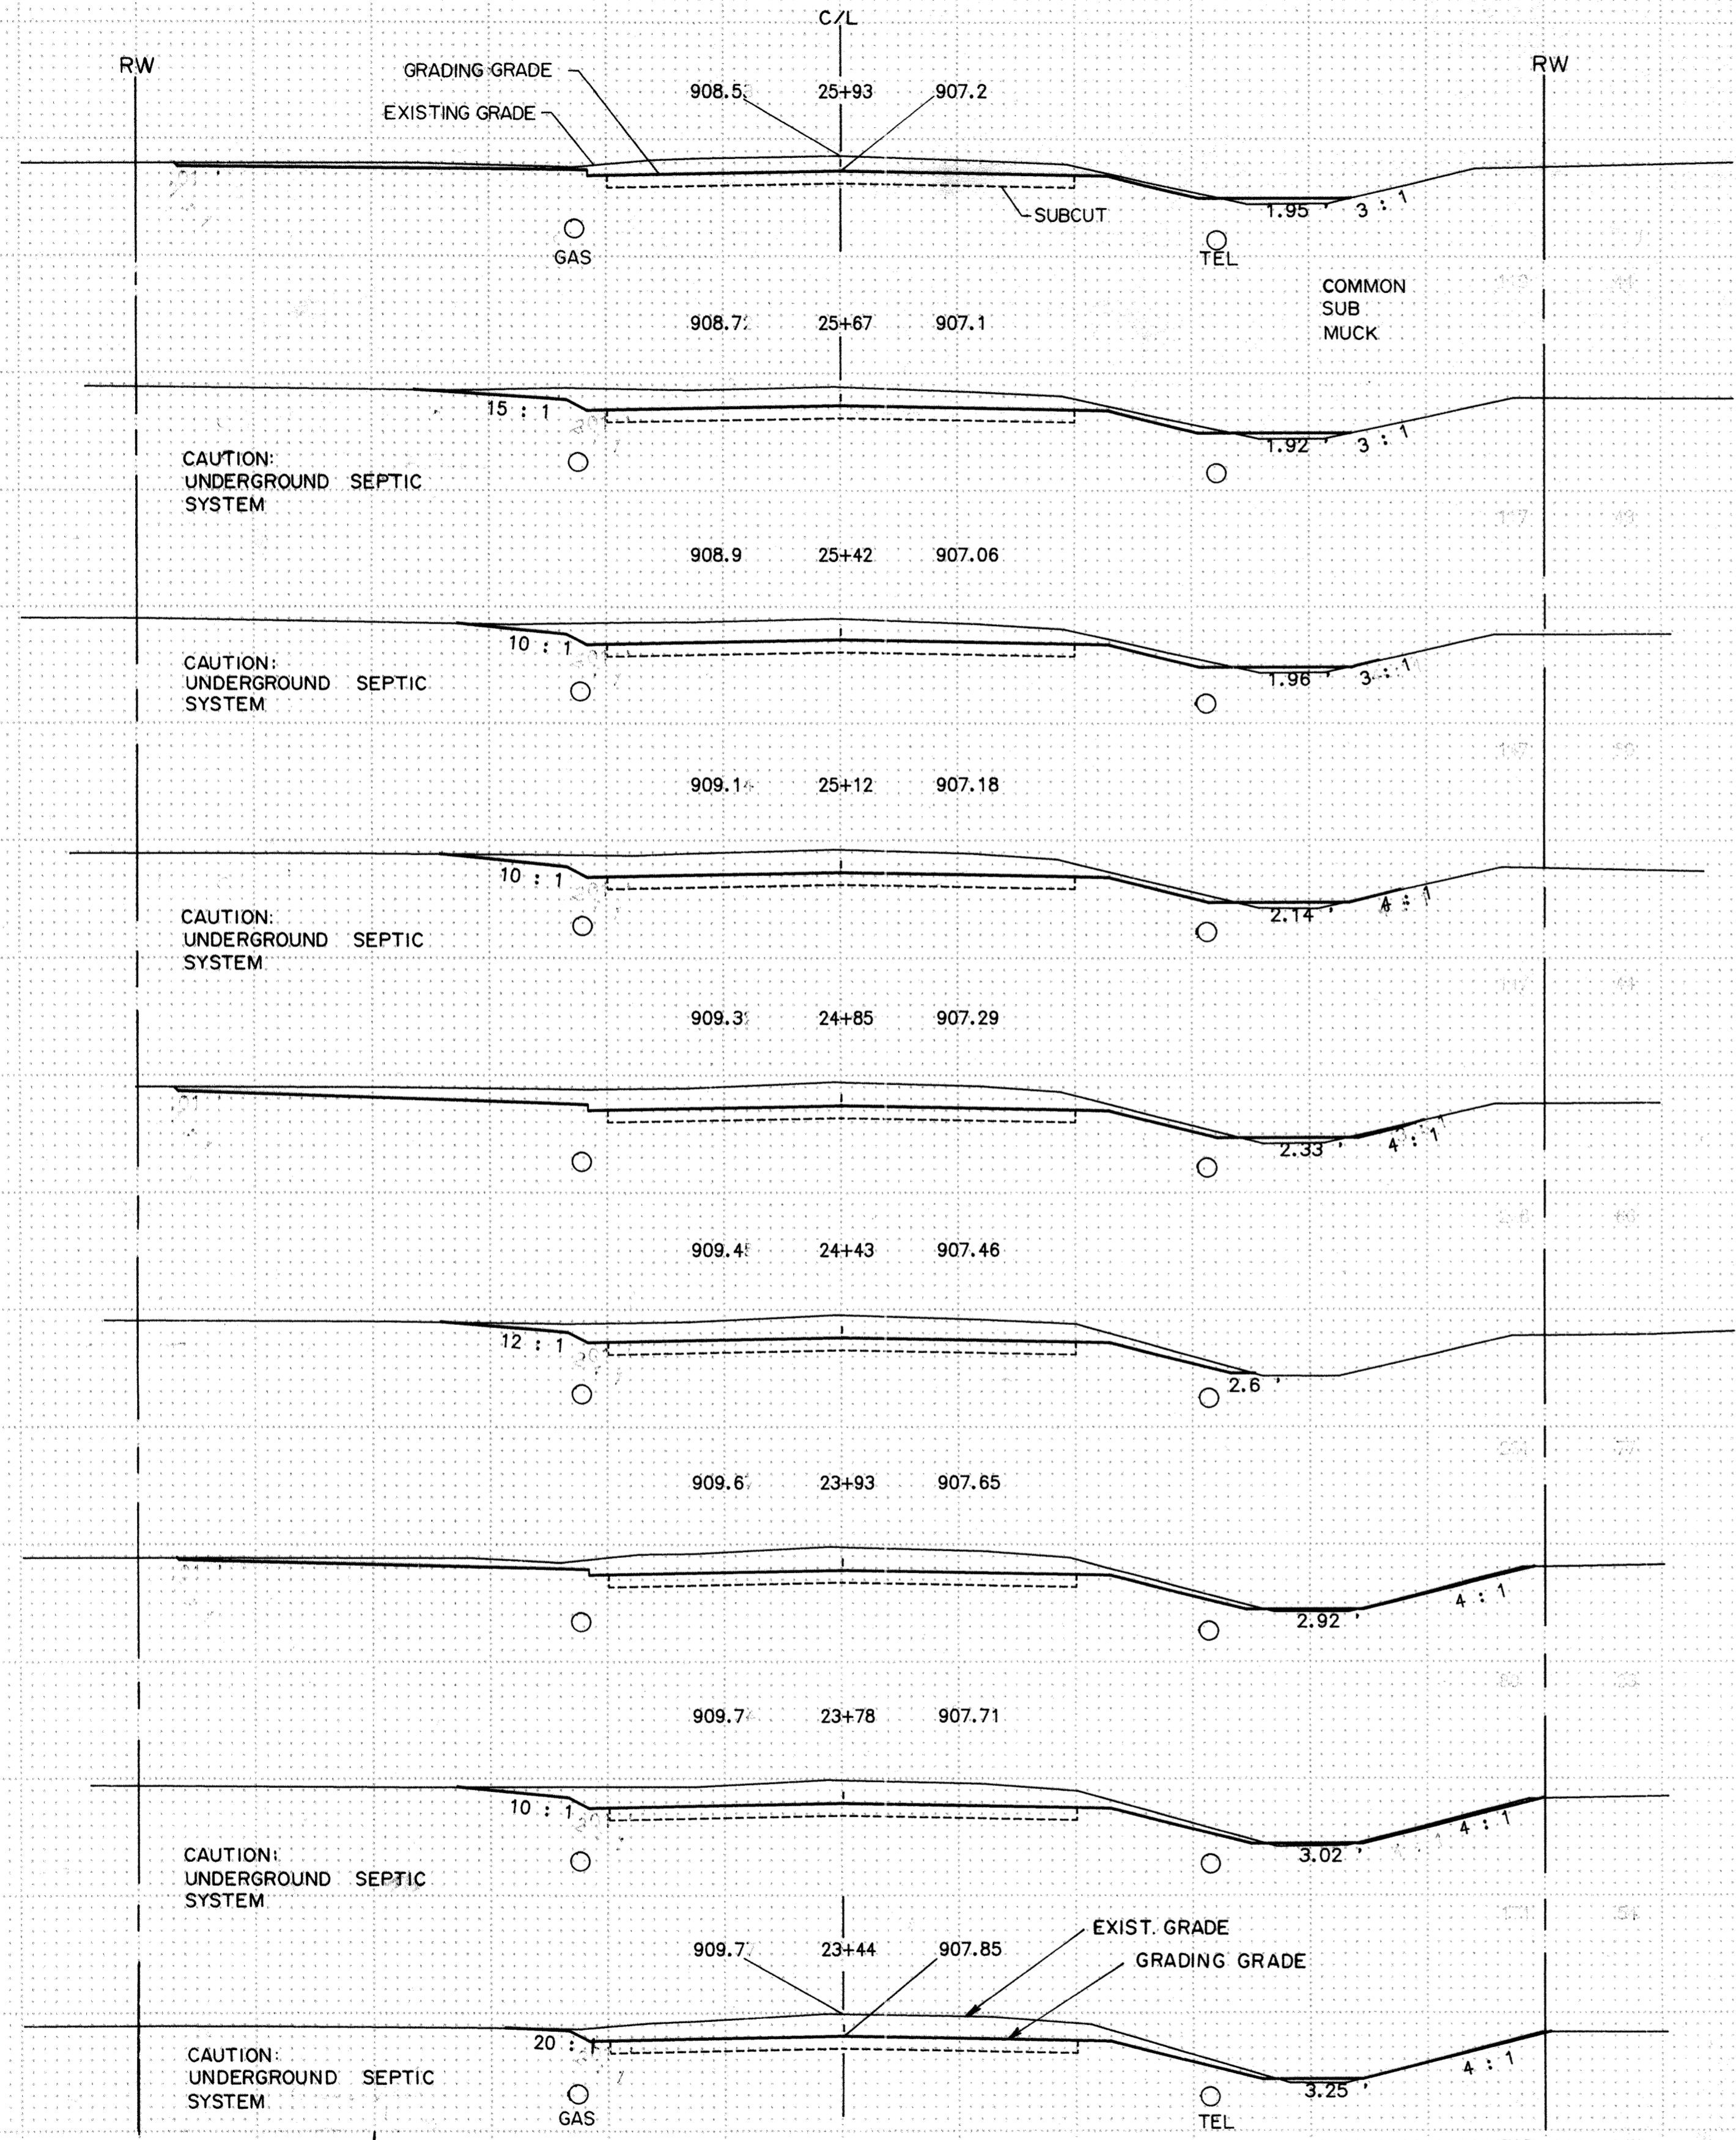 C/L
RW
RW
GRADING GRADE
EXISTING GRADE
908.5 25+93 907.2
SUBCUT
1.95 ' 3 : 1
GAS
TEL
COMMON
SUB
MUCK
908.7 25+67 907.1
15 : 1
1.92 ' 3 : 1
CAUTION:
UNDERGROUND SEPTIC
SYSTEM
908.9 25+42 907.06
10 : 1
1.96 ' 3 : 1
CAUTION:
UNDERGROUND SEPTIC
SYSTEM
909.1 25+12 907.18
10 : 1
2.14 ' 4 : 1
CAUTION:
UNDERGROUND SEPTIC
SYSTEM
909.3 24+85 907.29
2.33 ' 4 : 1
909.4 24+43 907.46
12 : 1
2.6 '
909.6 23+93 907.65
2.92 ' 4 : 1
909.7 23+78 907.71
10 : 1
3.02 ' 4 : 1
CAUTION:
UNDERGROUND SEPTIC
SYSTEM
EXIST. GRADE
909.7 23+44 907.85
GRADING GRADE
20 : 1
3.25 ' 4 : 1
CAUTION:
UNDERGROUND SEPTIC
SYSTEM
GAS
TEL